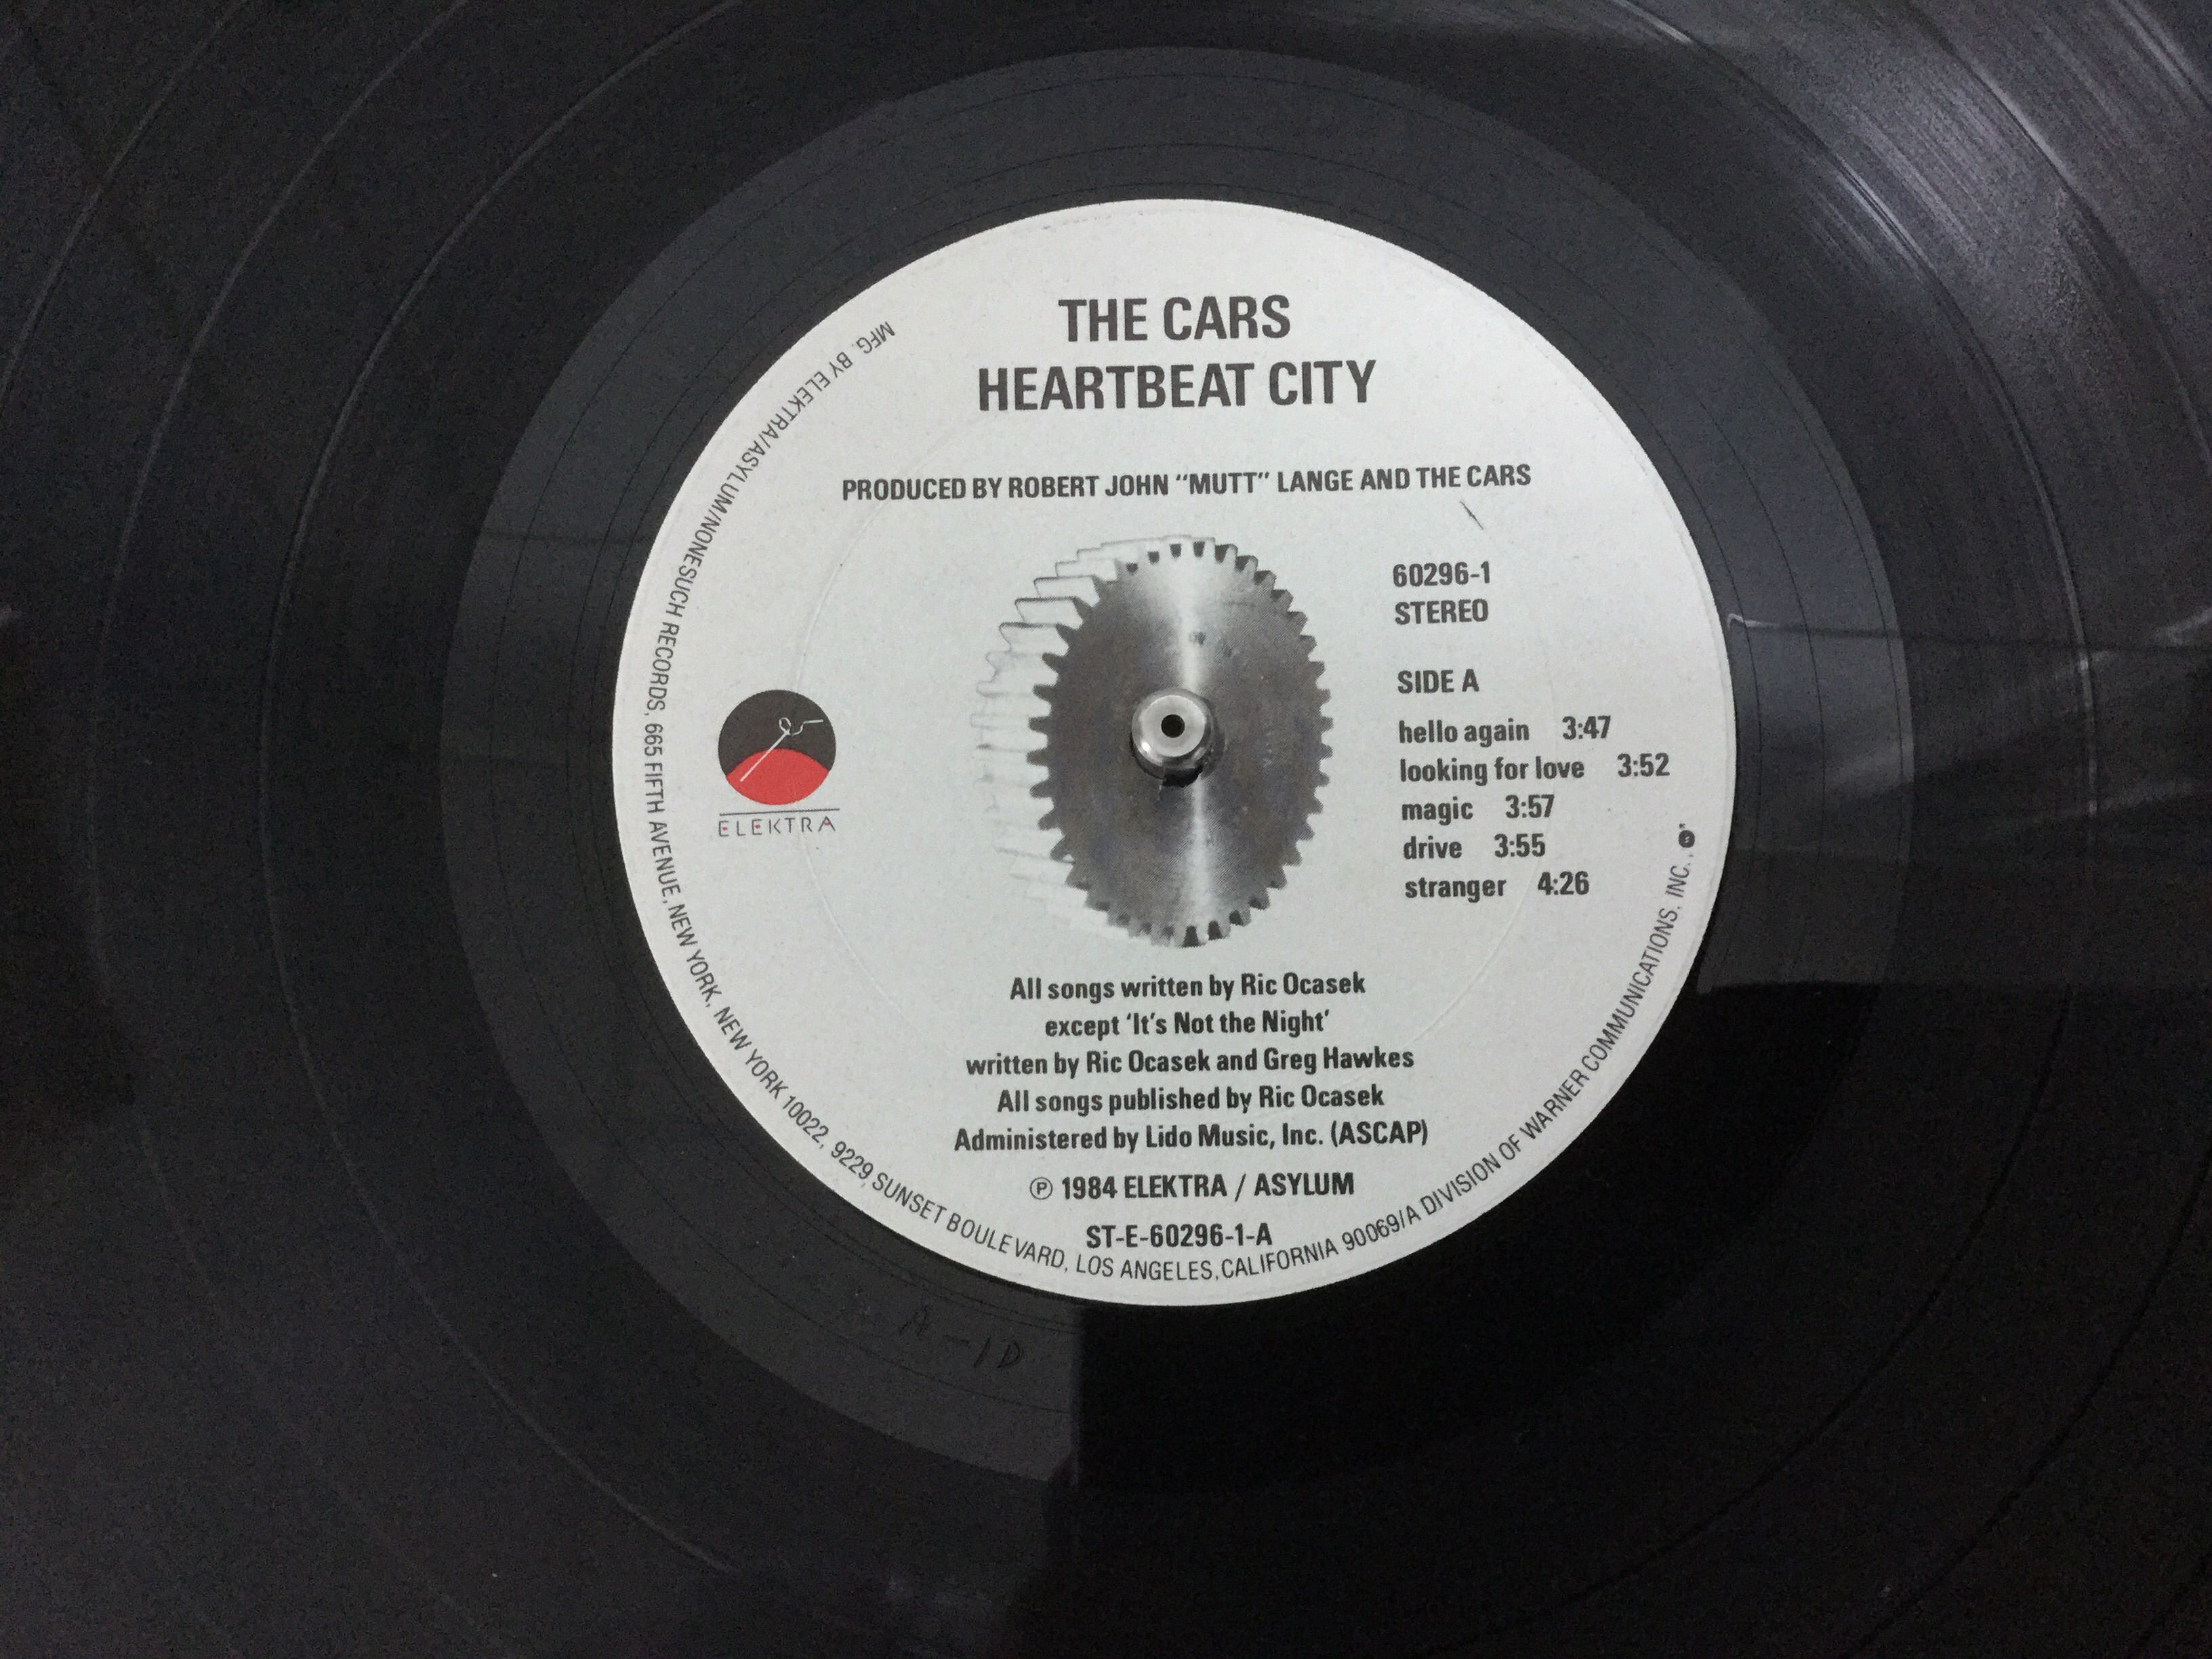 THE CARS
HEARTBEAT CITY
PRODUCED BY ROBERT JOHN “MUTT” LANGE AND THE CARS
60296-1
STEREO
SIDE A
hello again 3:47
looking for love 3:52
magic 3:57
drive 3:55
stranger 4:26
ELEKTRA
All songs written by Ric Ocasek
except ‘It’s Not the Night’
written by Ric Ocasek and Greg Hawkes
All songs published by Ric Ocasek
Administered by Lido Music, Inc. (ASCAP)
Ⓟ 1984 ELEKTRA / ASYLUM
ST-E-60296-1-A
MFG. BY ELEKTRA/ASYLUM/NONESUCH RECORDS, 665 FIFTH AVENUE, NEW YORK, NEW YORK 10022, 9229 SUNSET BOULEVARD, LOS ANGELES, CALIFORNIA 90069/A DIVISION OF WARNER COMMUNICATIONS, INC.,
A-1D